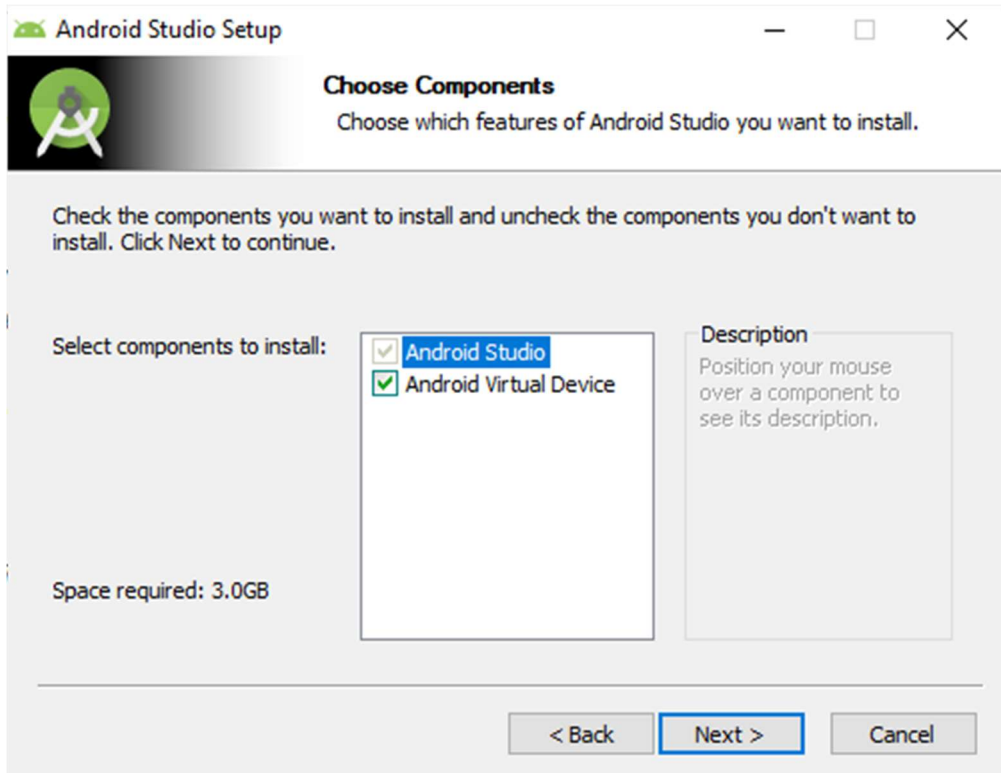 Android Studio Setup
Choose Components
Choose which features of Android Studio you want to install.
Check the components you want to install and uncheck the components you don't want to
install. Click Next to continue.
Select components to install:
Android Studio
Android Virtual Device
Description
Position your mouse
over a component to
see its description.
Space required: 3.0GB
< Back
Next >
Cancel